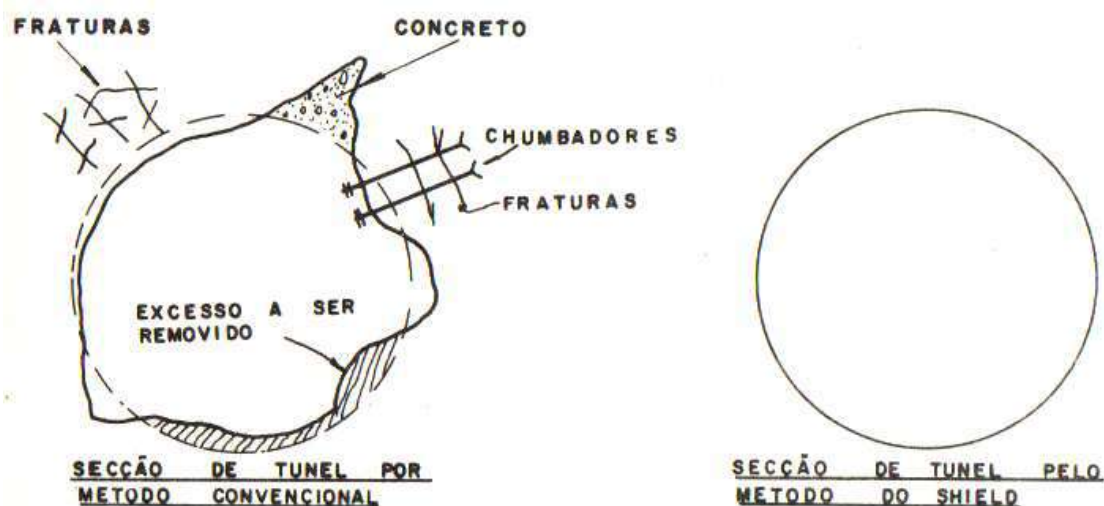 FRATURAS
CONCRETO
CHUMBADORES
FRATURAS
EXCESSO A SER
REMOVIDO
SECÇÃO DE TUNEL POR
METODO CONVENCIONAL
SECÇÃO DE TUNEL PELO
METODO DO SHIELD